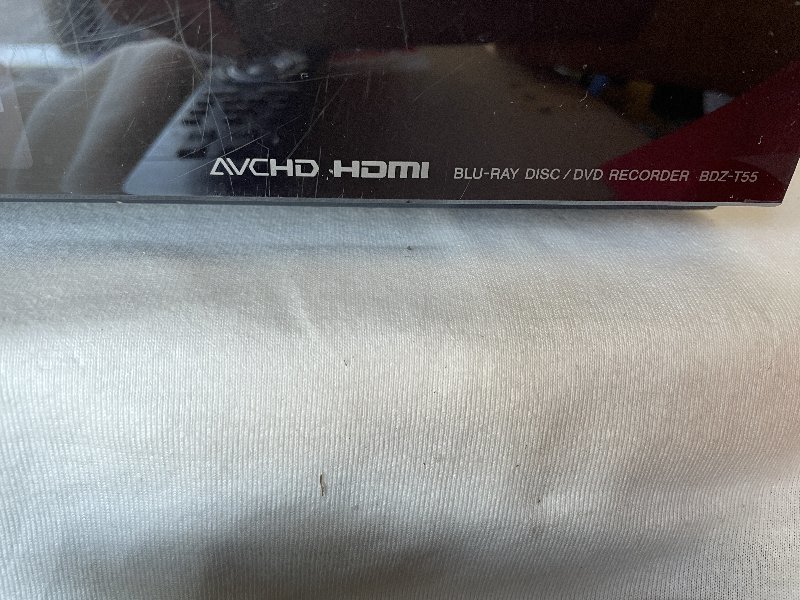 AVCHD HDMI BLU-RAY DISC / DVD RECORDER BDZ-T55